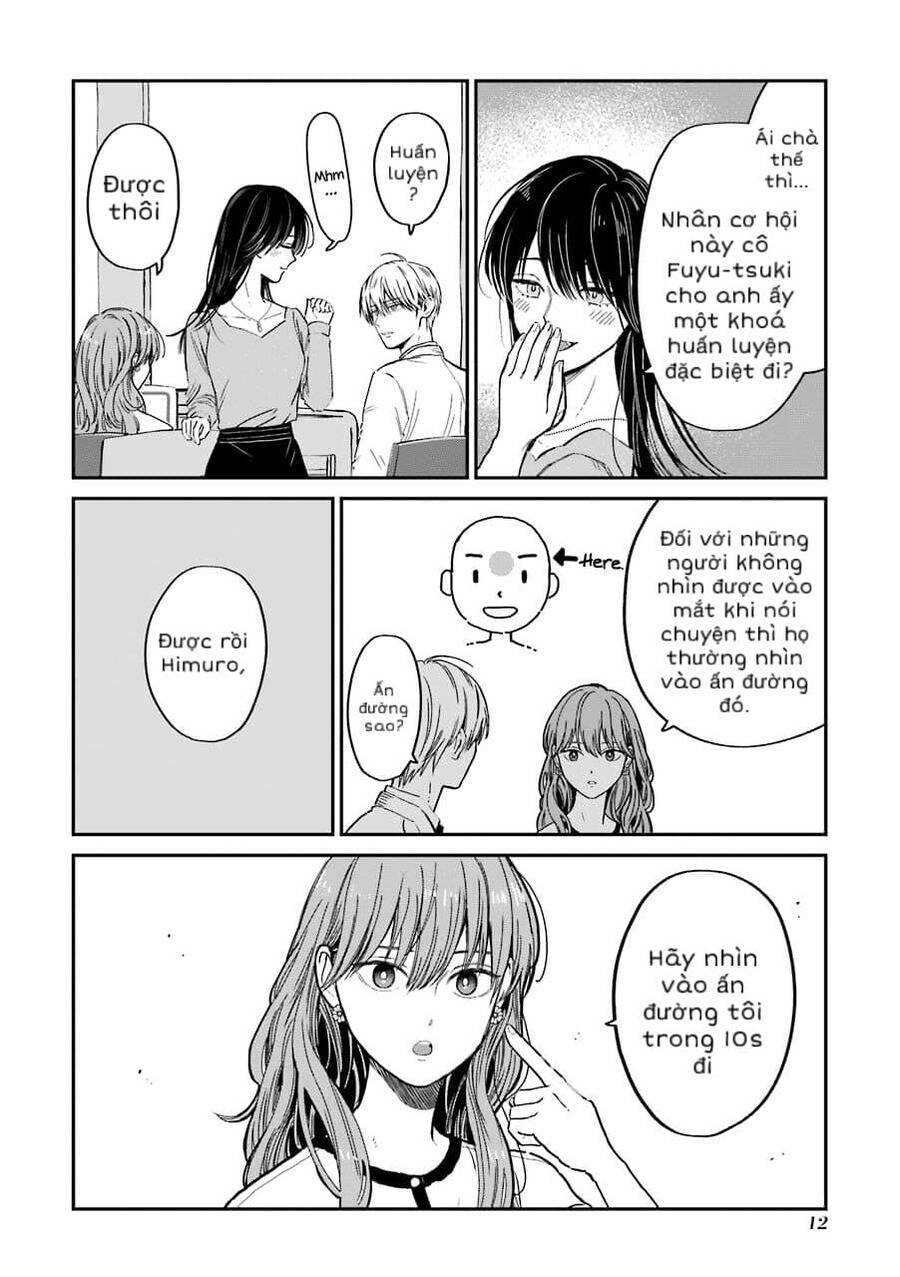 Ái chà
thế
thì...
Nhân cơ hội
này cô
Fuyu-tsuki
cho anh ấy
một khoá
huấn luyện
đặc biệt đi?
Huấn
luyện
?
Mhm
...
Được
thôi
Đối với những
người không
nhìn được vào
mắt khi nói
chuyện thì họ
thường nhìn
vào ấn đường
đó.
Here.
Ấn
đường
sao?
Được rồi
Himuro,
Hãy nhìn
vào ấn
đường tôi
trong 10s
đi
12